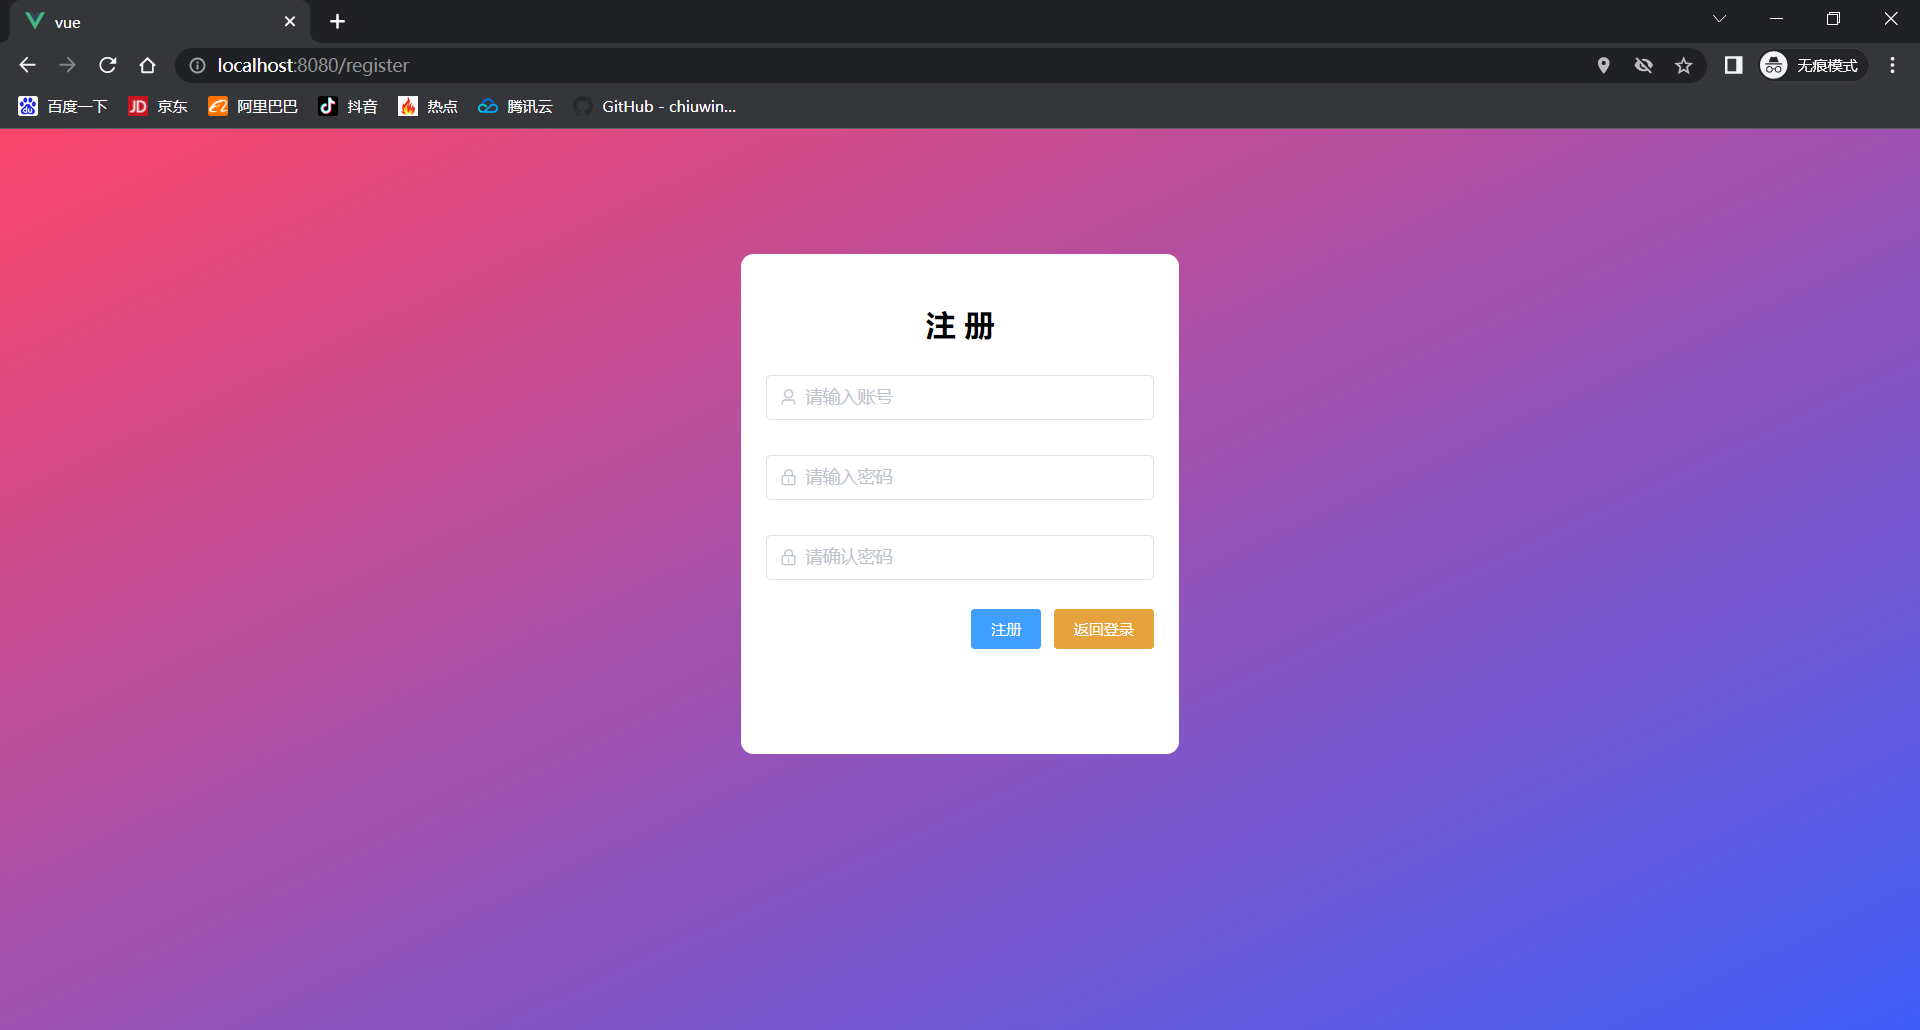 vue
localhost:8080/register
无痕模式
百度一下 京东 阿里巴巴 抖音 热点 腾讯云 GitHub - chiuwin...
注 册
请输入账号
请输入密码
请确认密码
注册 返回登录